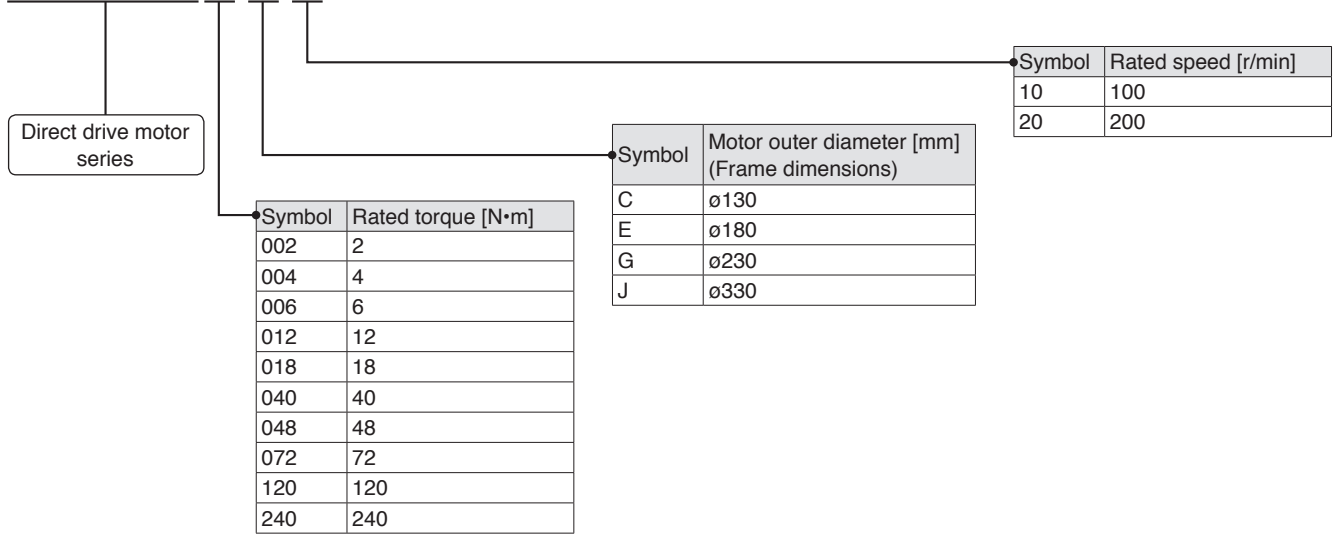 Direct drive motor
series
Symbol Rated torque [N•m]
002 2
004 4
006 6
012 12
018 18
040 40
048 48
072 72
120 120
240 240
Symbol Motor outer diameter [mm]
(Frame dimensions)
C ø130
E ø180
G ø230
J ø330
Symbol Rated speed [r/min]
10 100
20 200